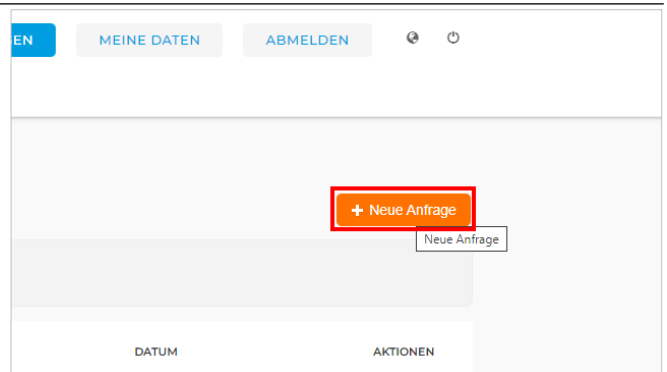 EN MEINE DATEN ABMELDEN
+ Neue Anfrage
Neue Anfrage
DATUM AKTIONEN